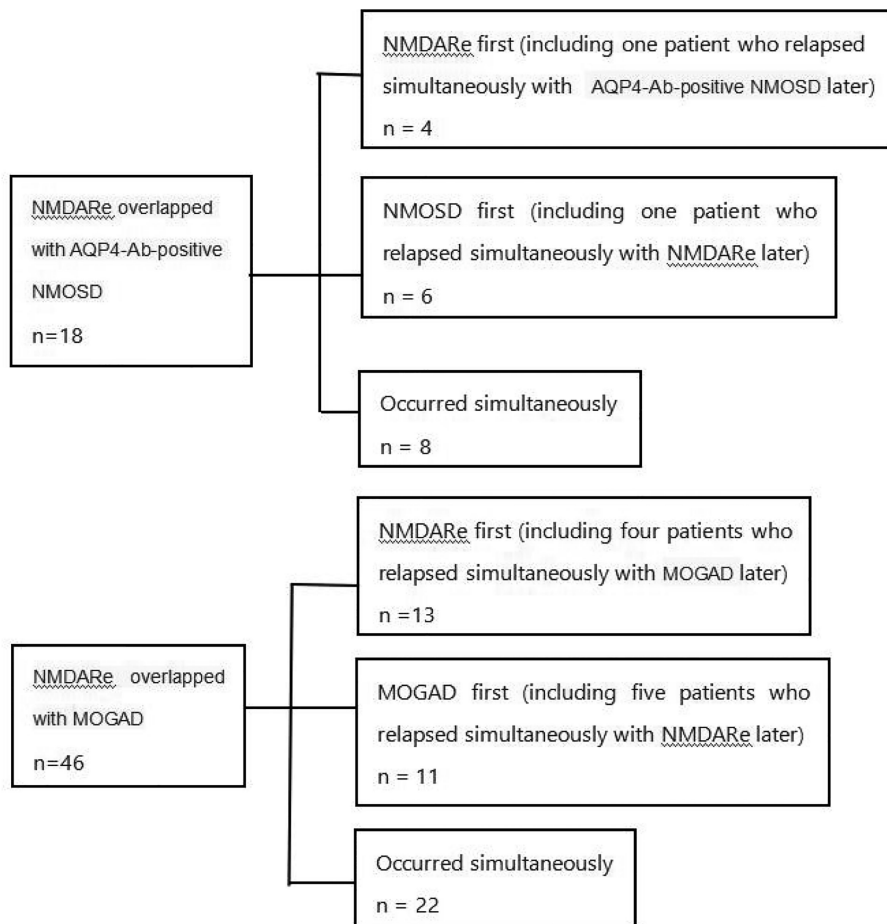 NMDARe first (including one patient who relapsed
simultaneously with AQP4-Ab-positive NMOSD later)
n = 4
NMDARe overlapped
with AQP4-Ab-positive
NMOSD
n=18
NMOSD first (including one patient who
relapsed simultaneously with NMDARe later)
n = 6
Occurred simultaneously
n = 8
NMDARe first (including four patients who
relapsed simultaneously with MOGAD later)
n =13
NMDARe overlapped
with MOGAD
n=46
MOGAD first (including five patients who
relapsed simultaneously with NMDARe later)
n = 11
Occurred simultaneously
n = 22